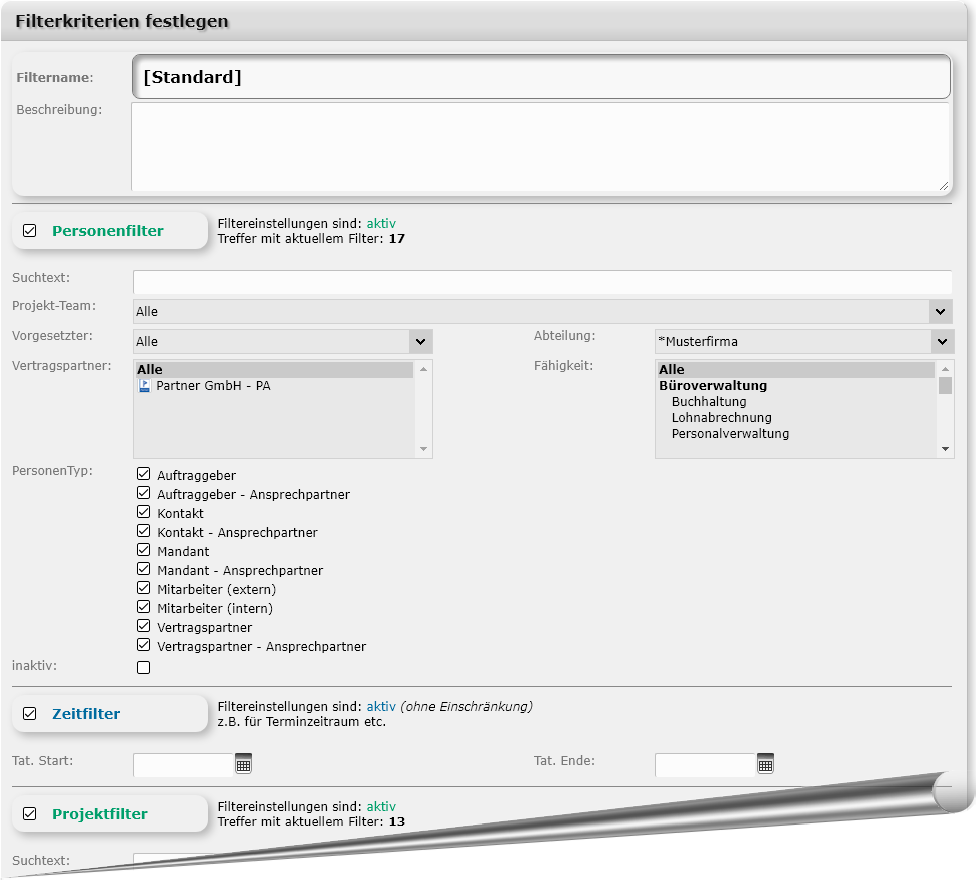 Filterkriterien festlegen
Filtername: [Standard]
Beschreibung:
Personenfilter
Filtereinstellungen sind: aktiv
Treffer mit aktuellem Filter: 17
Suchtext:
Projekt-Team: Alle
Vorgesetzter: Alle
Abteilung: *Musterfirma
Vertragspartner: Alle
Partner GmbH - PA
Fähigkeit: Alle
Büroverwaltung
Buchhaltung
Lohnabrechnung
Personalverwaltung
PersonenTyp:
Auftraggeber
Auftraggeber - Ansprechpartner
Kontakt
Kontakt - Ansprechpartner
Mandant
Mandant - Ansprechpartner
Mitarbeiter (extern)
Mitarbeiter (intern)
Vertragspartner
Vertragspartner - Ansprechpartner
inaktiv:
Zeitfilter
Filtereinstellungen sind: aktiv (ohne Einschränkung)
z.B. für Terminzeitraum etc.
Tat. Start:
Tat. Ende:
Projektfilter
Filtereinstellungen sind: aktiv
Treffer mit aktuellem Filter: 13
Suchtext: